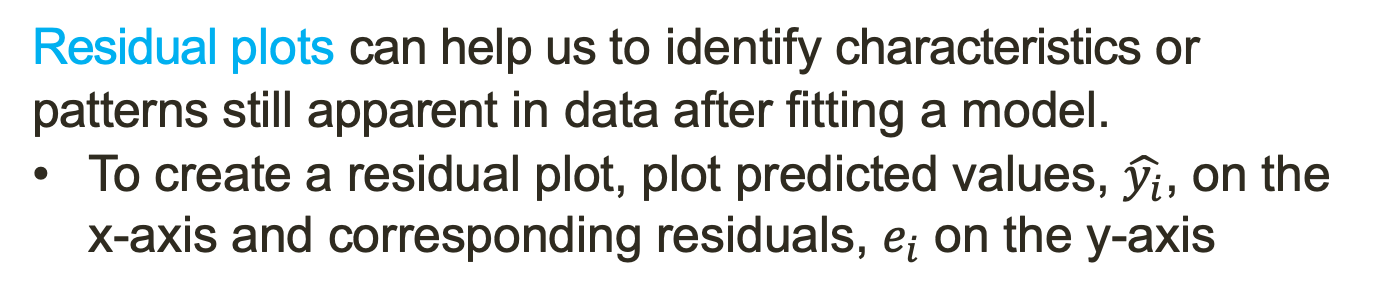 Residual plots can help us to identify characteristics or
patterns still apparent in data after fitting a model.
• To create a residual plot, plot predicted values, ŷᵢ, on the
x-axis and corresponding residuals, eᵢ on the y-axis